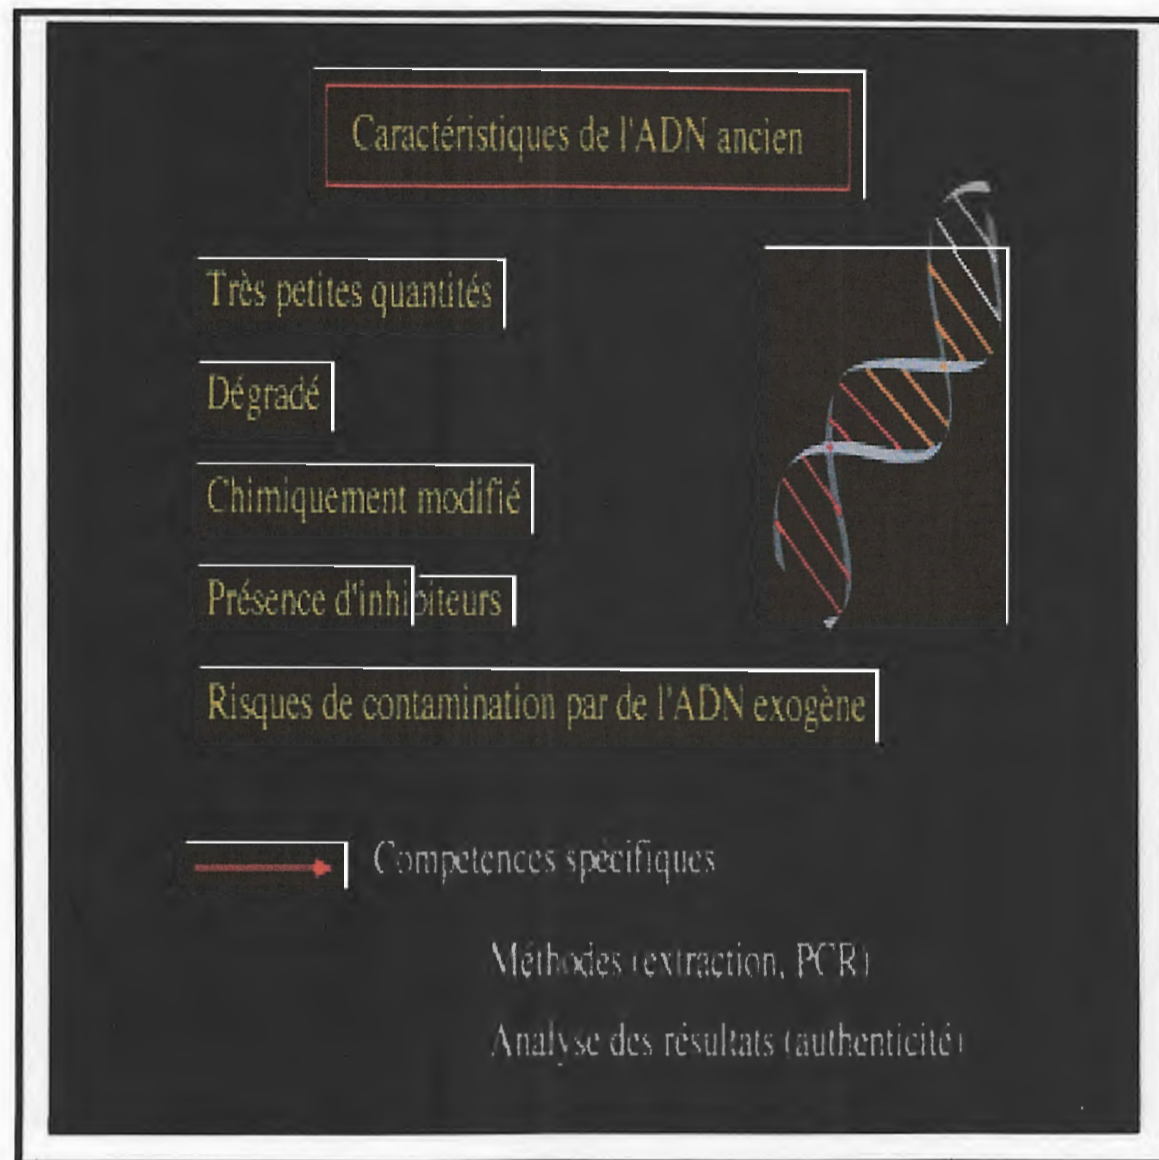 Caractéristiques de l'ADN ancien
Très petites quantités
Dégradé
Chimiquement modifié
Présence d'inhibiteurs
Risques de contamination par de l'ADN exogène
Compétences spécifiques
Méthodes (extraction, PCR)
Analyse des résultats (authenticité)